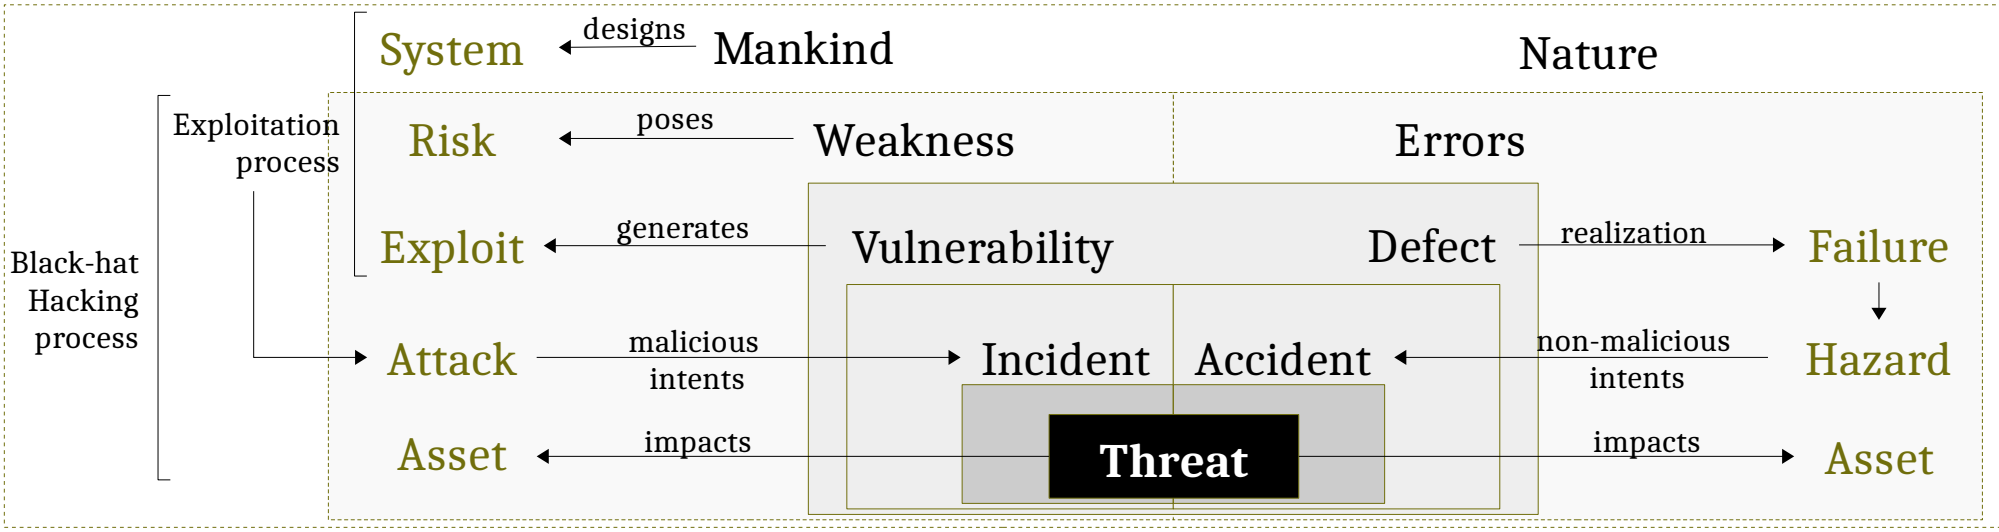 System
designs
Mankind
Nature
Exploitation
process
Risk
poses
Weakness
Errors
Black-hat
Hacking
process
Exploit
generates
Vulnerability
Defect
realization
Failure
Attack
malicious
intents
Incident
Accident
non-malicious
intents
Hazard
Asset
impacts
Threat
impacts
Asset